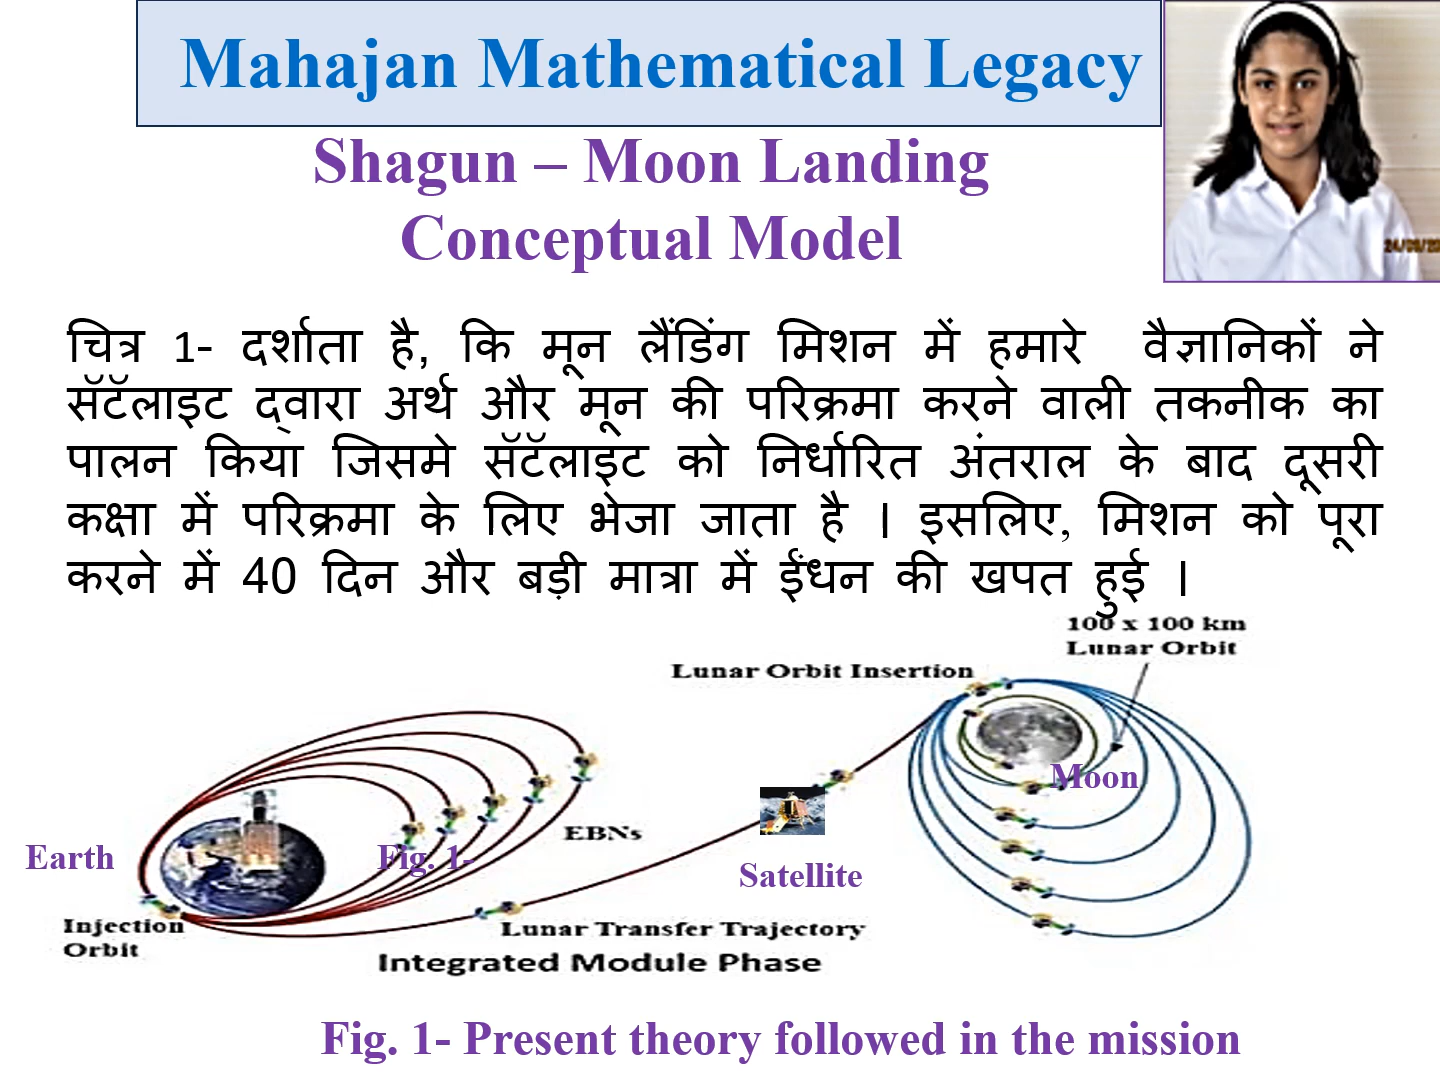 Mahajan Mathematical Legacy
Shagun – Moon Landing
Conceptual Model
24/09/20
चित्र 1- दर्शाता है, कि मून लैंडिंग मिशन में हमारे वैज्ञानिकों ने
सॅटॅलाइट द्वारा अर्थ और मून की परिक्रमा करने वाली तकनीक का
पालन किया जिसमे सॅटॅलाइट को निर्धारित अंतराल के बाद दूसरी
कक्षा में परिक्रमा के लिए भेजा जाता है । इसलिए, मिशन को पूरा
करने में 40 दिन और बड़ी मात्रा में ईंधन की खपत हुई ।
100 x 100 km
Lunar Orbit
Lunar Orbit Insertion
Moon
EBNs
Earth
Fig. 1-
Satellite
Injection
Orbit
Lunar Transfer Trajectory
Integrated Module Phase
Fig. 1- Present theory followed in the mission